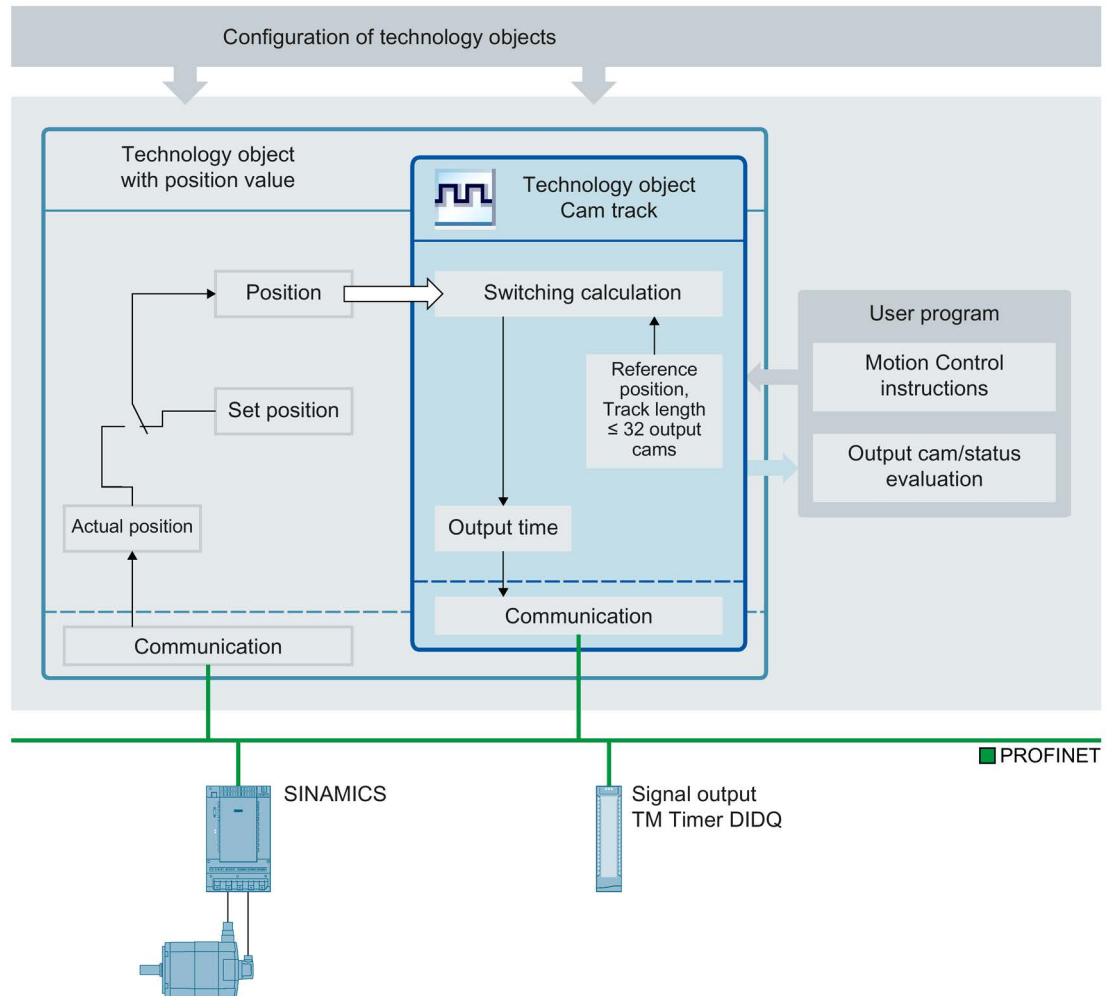 Configuration of technology objects
Technology object
with position value
Technology object
Cam track
Position
Switching calculation
User program
Motion Control
instructions
Reference
position,
Track length
≤ 32 output
cams
Set position
Output cam/status
evaluation
Actual position
Output time
Communication
Communication
PROFINET
SINAMICS
Signal output
TM Timer DIDQ